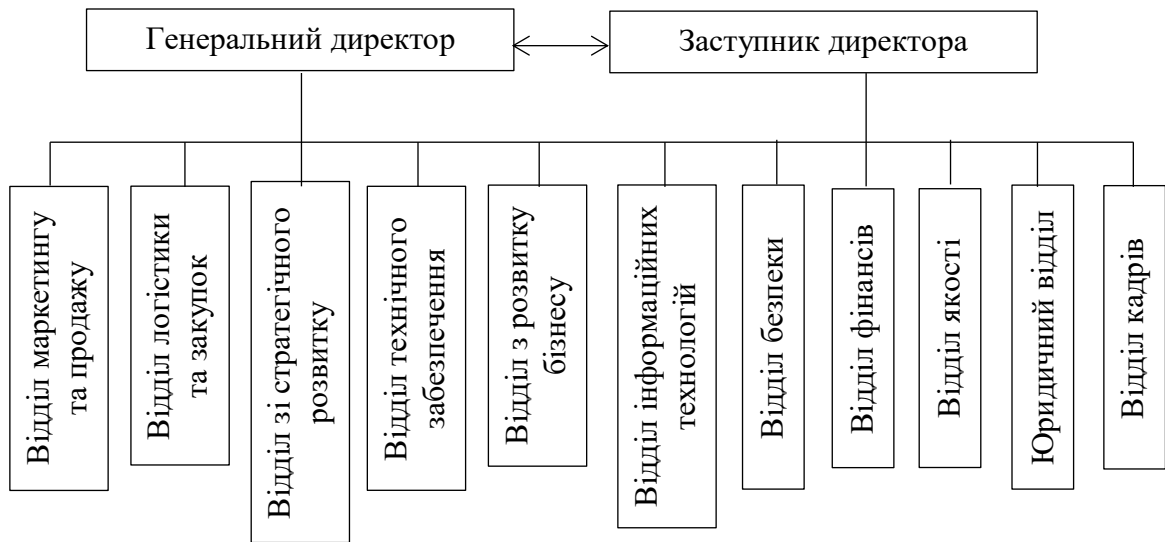 Генеральний директор
Заступник директора
Відділ маркетингу
та продажу
Відділ логістики
та закупок
Відділ зі стратегічного
розвитку
Відділ технічного
забезпечення
Відділ з розвитку
бізнесу
Відділ інформаційних
технологій
Відділ безпеки
Відділ фінансів
Відділ якості
Юридичний відділ
Відділ кадрів